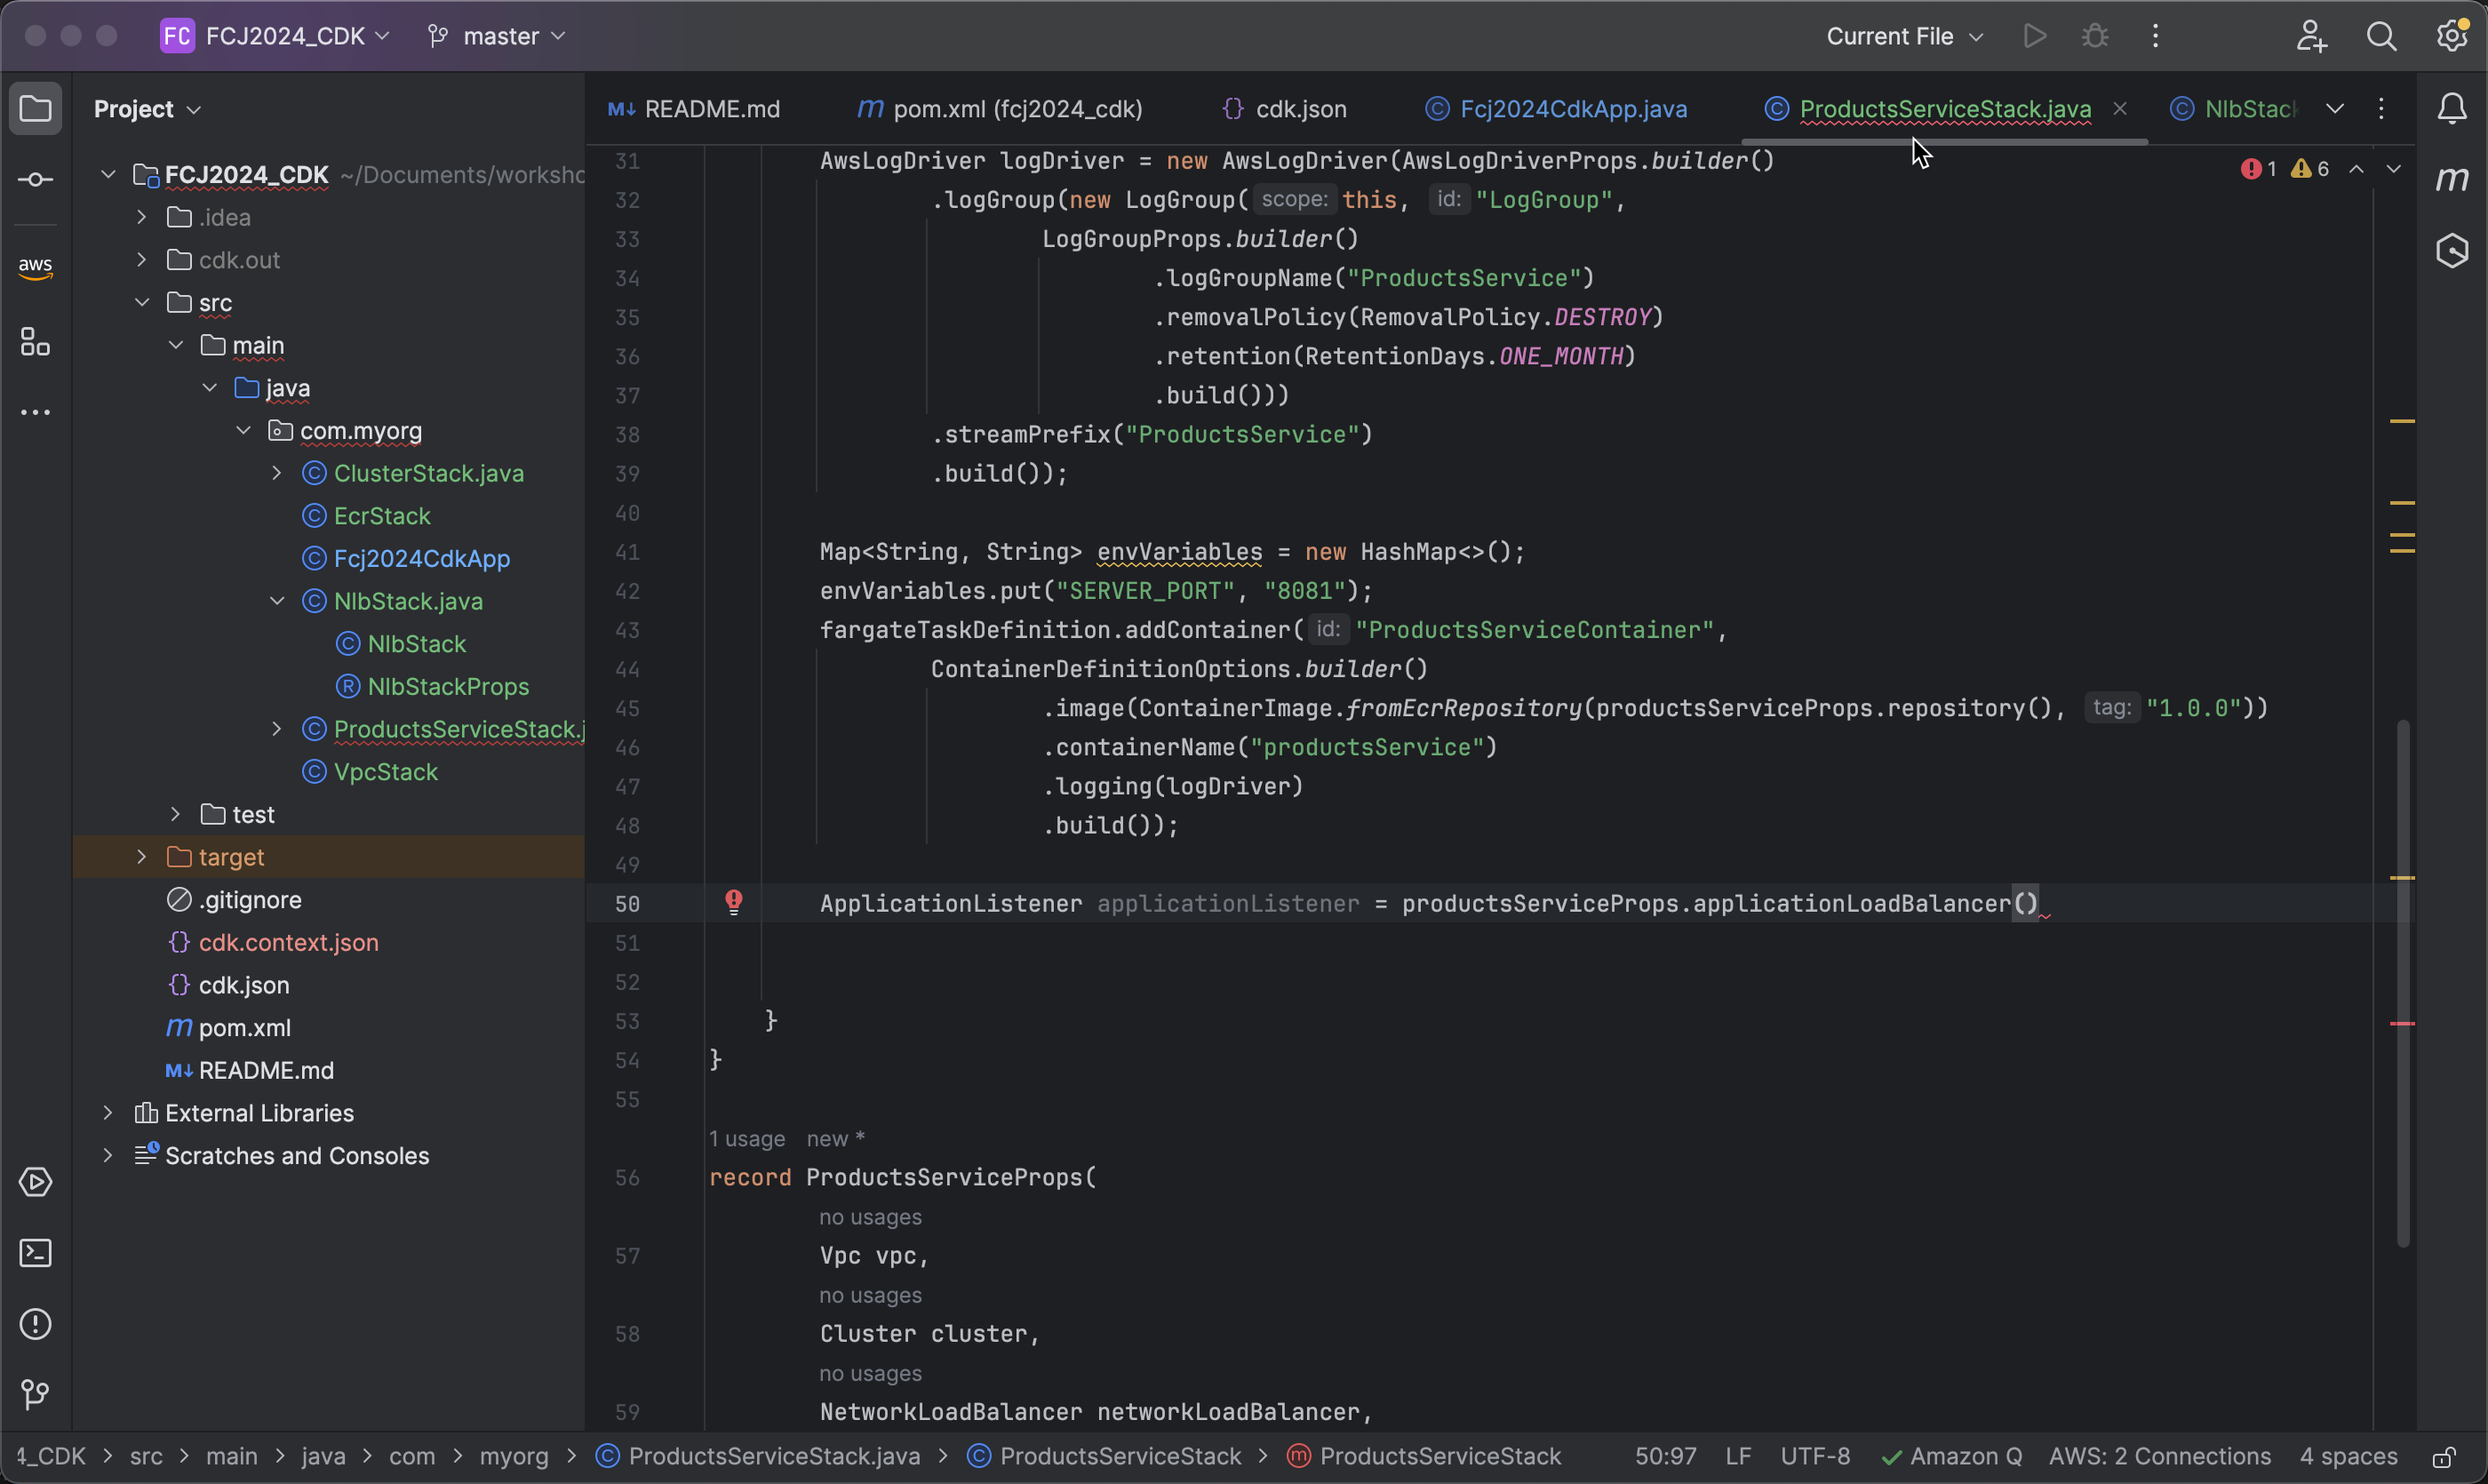 FC FCJ2024_CDK master Current File
Project
README.md pom.xml (fcj2024_cdk) cdk.json Fcj2024CdkApp.java ProductsServiceStack.java NlbStack
FCJ2024_CDK ~/Documents/worksho
.idea
cdk.out
src
main
java
com.myorg
ClusterStack.java
EcrStack
Fcj2024CdkApp
NlbStack.java
NlbStack
NlbStackProps
ProductsServiceStack.j
VpcStack
test
target
.gitignore
cdk.context.json
cdk.json
pom.xml
README.md
External Libraries
Scratches and Consoles
aws
1 6
31 AwsLogDriver logDriver = new AwsLogDriver(AwsLogDriverProps.builder()
32 .logGroup(new LogGroup( scope: this, id: "LogGroup",
33 LogGroupProps.builder()
34 .logGroupName("ProductsService")
35 .removalPolicy(RemovalPolicy.DESTROY)
36 .retention(RetentionDays.ONE_MONTH)
37 .build()))
38 .streamPrefix("ProductsService")
39 .build());
40
41 Map<String, String> envVariables = new HashMap<>();
42 envVariables.put("SERVER_PORT", "8081");
43 fargateTaskDefinition.addContainer( id: "ProductsServiceContainer",
44 ContainerDefinitionOptions.builder()
45 .image(ContainerImage.fromEcrRepository(productsServiceProps.repository(), tag: "1.0.0"))
46 .containerName("productsService")
47 .logging(logDriver)
48 .build());
49
50 ApplicationListener applicationListener = productsServiceProps.applicationLoadBalancer()
51
52
53 }
54 }
55
1 usage new *
56 record ProductsServiceProps(
no usages
57 Vpc vpc,
no usages
58 Cluster cluster,
no usages
59 NetworkLoadBalancer networkLoadBalancer,
4_CDK > src > main > java > com > myorg > ProductsServiceStack.java > ProductsServiceStack > ProductsServiceStack 50:97 LF UTF-8 Amazon Q AWS: 2 Connections 4 spaces